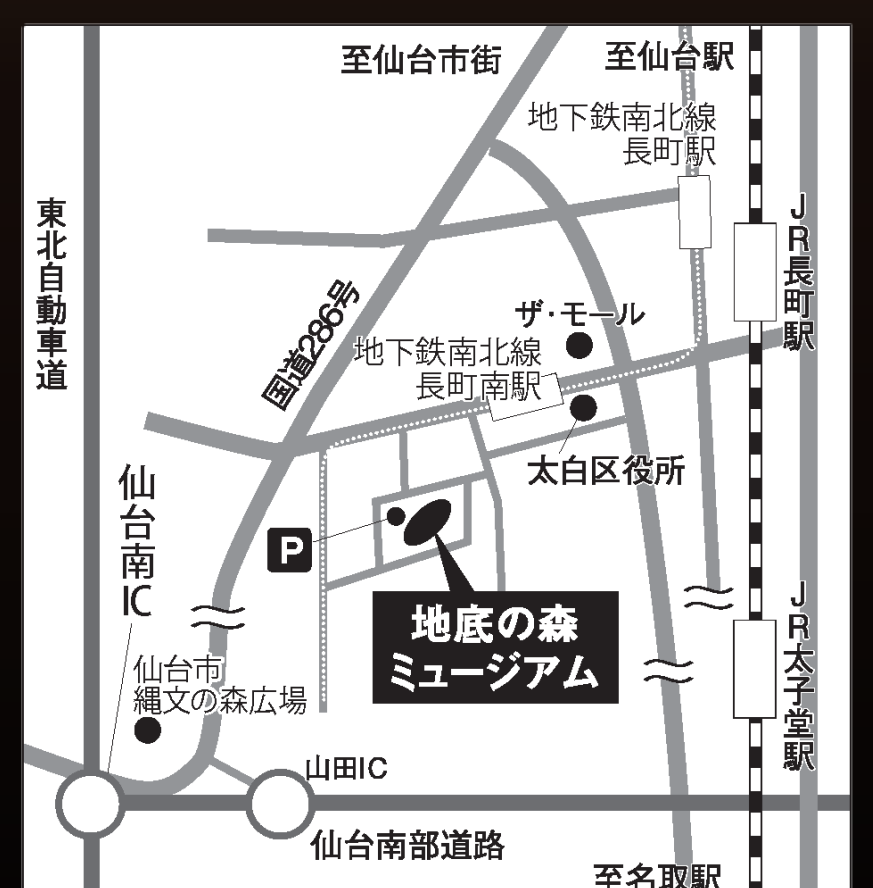 至仙台市街
至仙台駅
地下鉄南北線
長町駅
東北自動車道
JR長町駅
国道286号
ザ・モール
地下鉄南北線
長町南駅
太白区役所
仙台南IC
P
地底の森
ミュージアム
JR太子堂駅
仙台市
縄文の森広場
山田IC
仙台南部道路
至名取駅